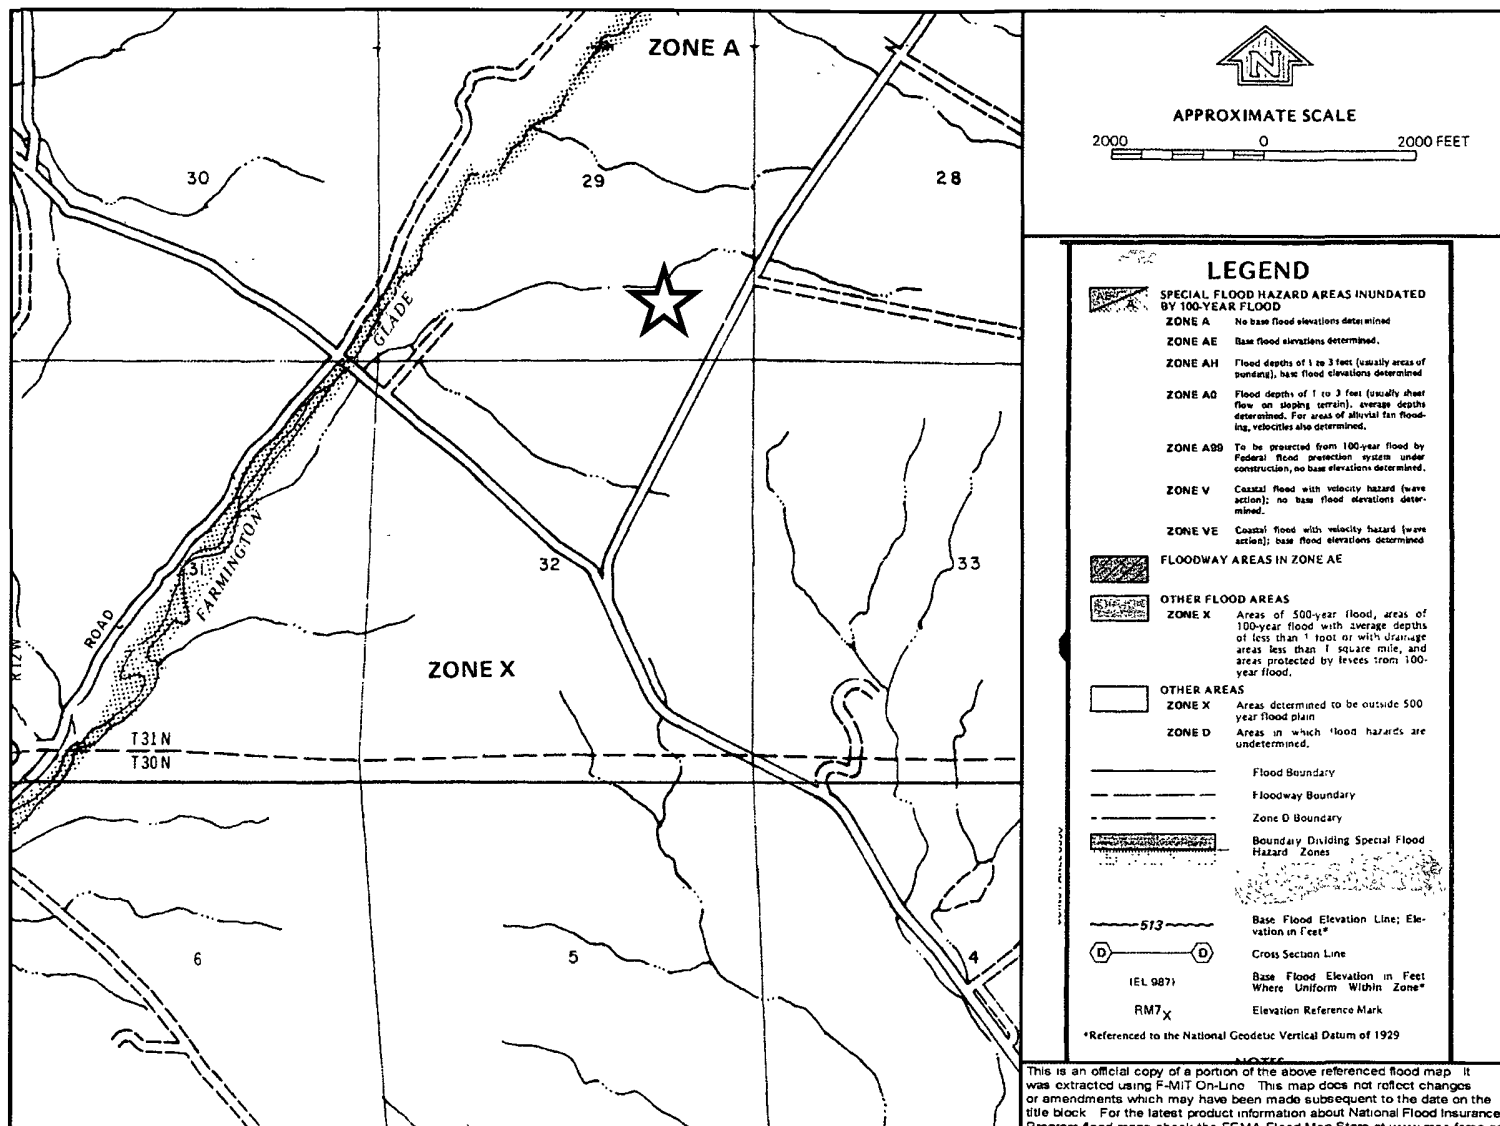 ZONE A
30
29
28
GLADE
32
33
31
FARMINGTON
ROAD
R12W
ZONE X
T31N
T30N
6
5
4
N
APPROXIMATE SCALE
2000 0 2000 FEET
LEGEND
SPECIAL FLOOD HAZARD AREAS INUNDATED
BY 100-YEAR FLOOD
ZONE A No base flood elevations determined
ZONE AE Base flood elevations determined.
ZONE AH Flood depths of 1 to 3 feet (usually areas of
ponding), base flood elevations determined
ZONE AO Flood depths of 1 to 3 feet (usually sheet
flow on sloping terrain), average depths
determined. For areas of alluvial fan flood-
ing, velocities also determined.
ZONE A99 To be protected from 100-year flood by
Federal flood protection system under
construction, no base elevations determined.
ZONE V Coastal flood with velocity hazard (wave
action); no base flood elevations deter-
mined.
ZONE VE Coastal flood with velocity hazard (wave
action); base flood elevations determined
FLOODWAY AREAS IN ZONE AE
OTHER FLOOD AREAS
ZONE X Areas of 500-year flood, areas of
100-year flood with average depths
of less than 1 foot or with drainage
areas less than 1 square mile, and
areas protected by levees from 100-
year flood.
OTHER AREAS
ZONE X Areas determined to be outside 500
year flood plain
ZONE D Areas in which flood hazards are
undetermined.
Flood Boundary
Floodway Boundary
Zone D Boundary
Boundary Dividing Special Flood
Hazard Zones
513 Base Flood Elevation Line; Ele-
vation in Feet*
D D Cross Section Line
(EL 987) Base Flood Elevation in Feet
Where Uniform Within Zone*
RM7X Elevation Reference Mark
*Referenced to the National Geodetic Vertical Datum of 1929
NOTES
This is an official copy of a portion of the above referenced flood map It
was extracted using F-MIT On-Line This map does not reflect changes
or amendments which may have been made subsequent to the date on the
title block For the latest product information about National Flood Insurance
Program flood maps check the FEMA Flood Map Store at